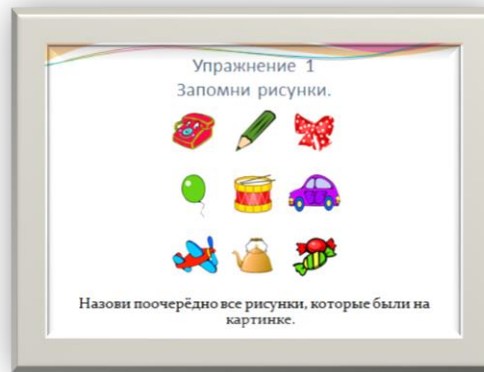 Упражнение 1
Запомни рисунки.
Назови поочерёдно все рисунки, которые были на
картинке.